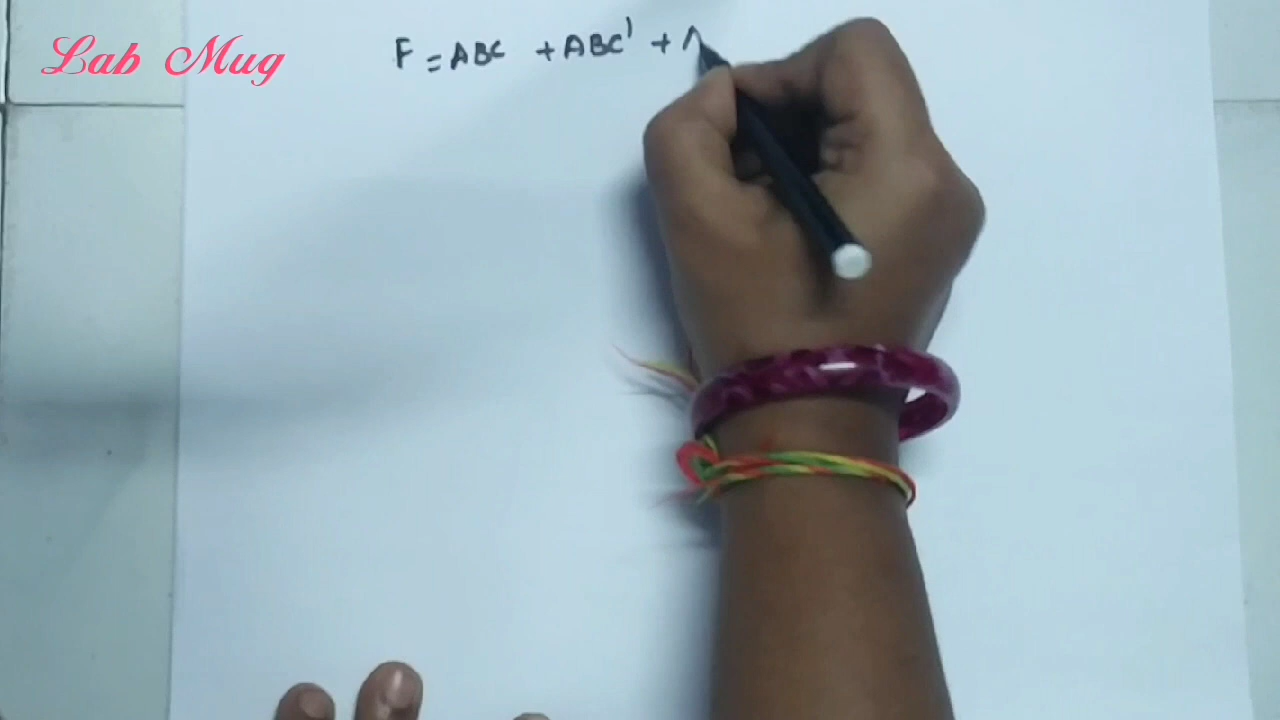 Lab Mug
F = ABC + ABC' +